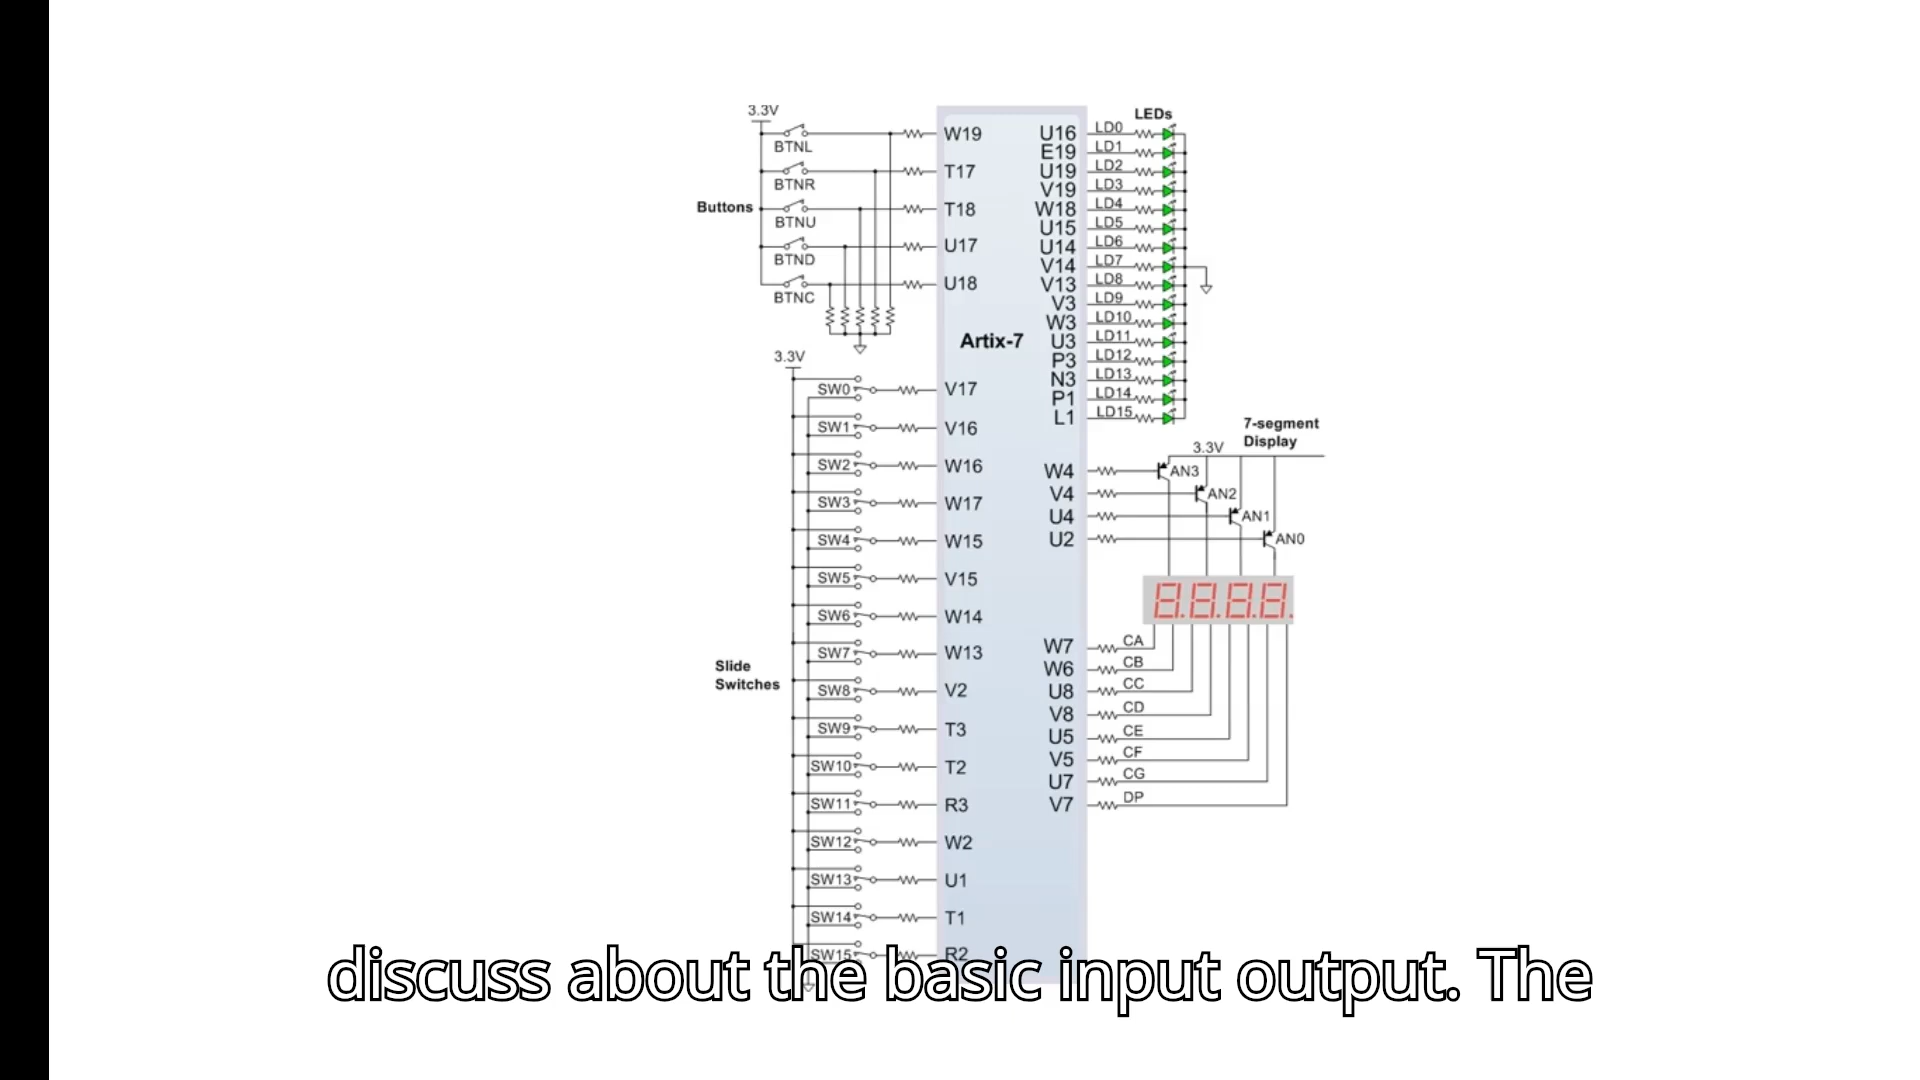 3.3V
BTNL
W19
BTNR
T17
Buttons
BTNU
T18
BTND
U17
BTNC
U18
Artix-7
3.3V
SW0
V17
SW1
V16
SW2
W16
SW3
W17
SW4
W15
SW5
V15
SW6
W14
SW7
W13
Slide
Switches
SW8
V2
SW9
T3
SW10
T2
SW11
R3
SW12
W2
SW13
U1
SW14
T1
SW15
R2
LEDs
U16 LD0
E19 LD1
U19 LD2
V19 LD3
W18 LD4
U15 LD5
U14 LD6
V14 LD7
V13 LD8
V3 LD9
W3 LD10
U3 LD11
P3 LD12
N3 LD13
P1 LD14
L1 LD15
7-segment
Display
3.3V
W4 AN3
V4 AN2
U4 AN1
U2 AN0
8.8.8.8.
W7 CA
W6 CB
U8 CC
V8 CD
U5 CE
V5 CF
U7 CG
V7 DP
discuss about the basic input output. The